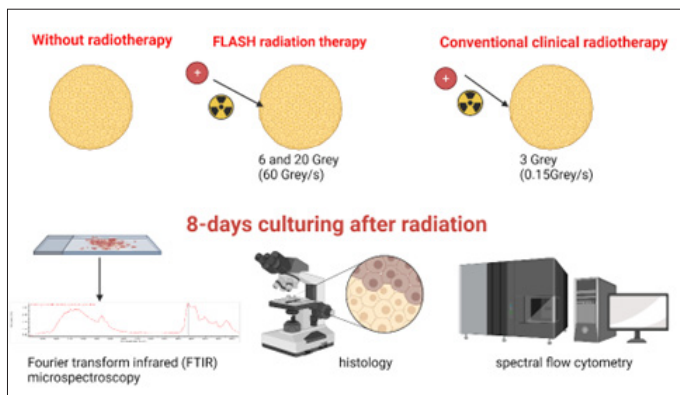 Without radiotherapy
FLASH radiation therapy
Conventional clinical radiotherapy
+
+
6 and 20 Grey
(60 Grey/s)
3 Grey
(0.15Grey/s)
8-days culturing after radiation
Fourier transform infrared (FTIR)
microspectroscopy
histology
spectral flow cytometry